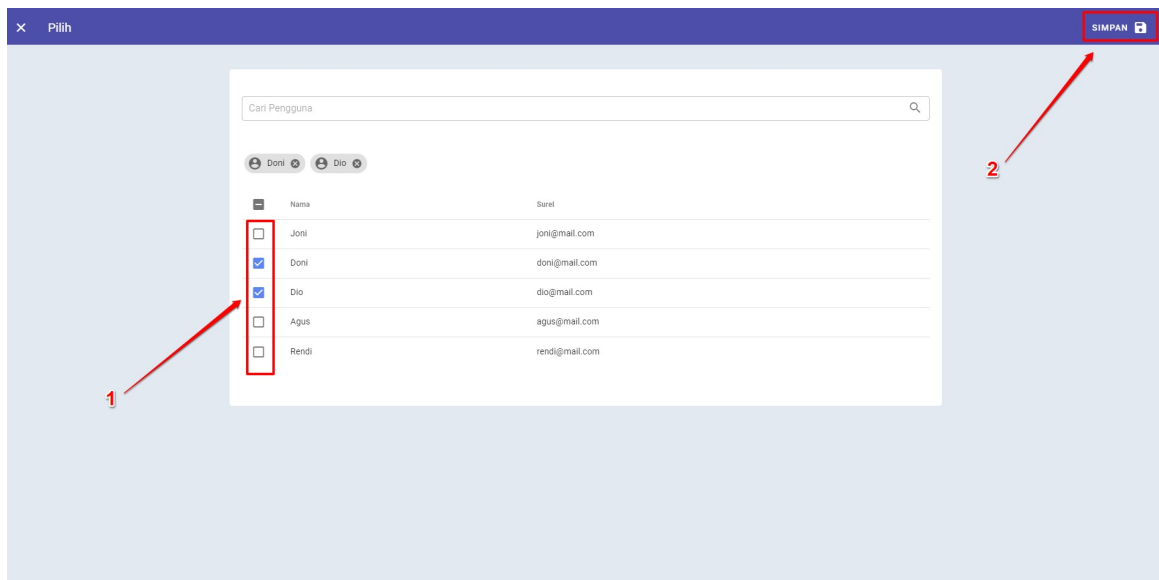 Pilih
SIMPAN
Cari Pengguna
2
Doni Dio
Nama Surel
Joni joni@mail.com
Doni doni@mail.com
Dio dio@mail.com
Agus agus@mail.com
Rendi rendi@mail.com
1